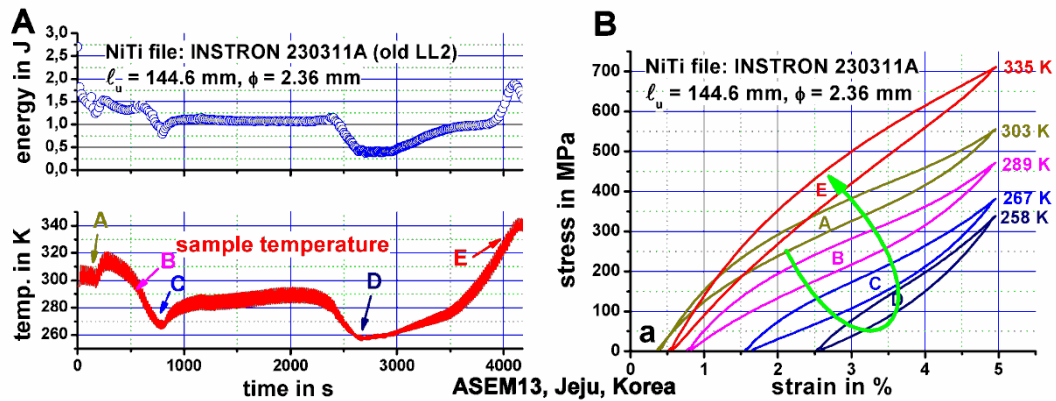 A
energy in J
3,0
2,5
2,0
1,5
1,0
0,5
0,0
NiTi file: INSTRON 230311A (old LL2)
ℓu = 144.6 mm, ϕ = 2.36 mm
temp. in K
340
320
300
280
260
A
B
C
D
E
sample temperature
0
1000
2000
3000
4000
time in s
B
stress in MPa
700
600
500
400
300
200
100
0
NiTi file: INSTRON 230311A
ℓu = 144.6 mm, ϕ = 2.36 mm
335 K
303 K
289 K
267 K
258 K
E
A
B
C
D
a
0
1
2
3
4
5
strain in %
ASEM13, Jeju, Korea